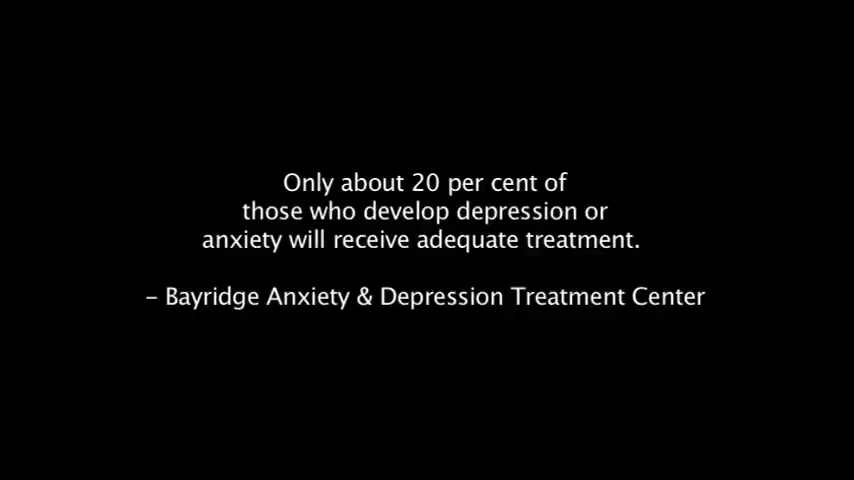 Only about 20 per cent of
those who develop depression or
anxiety will receive adequate treatment.
– Bayridge Anxiety & Depression Treatment Center